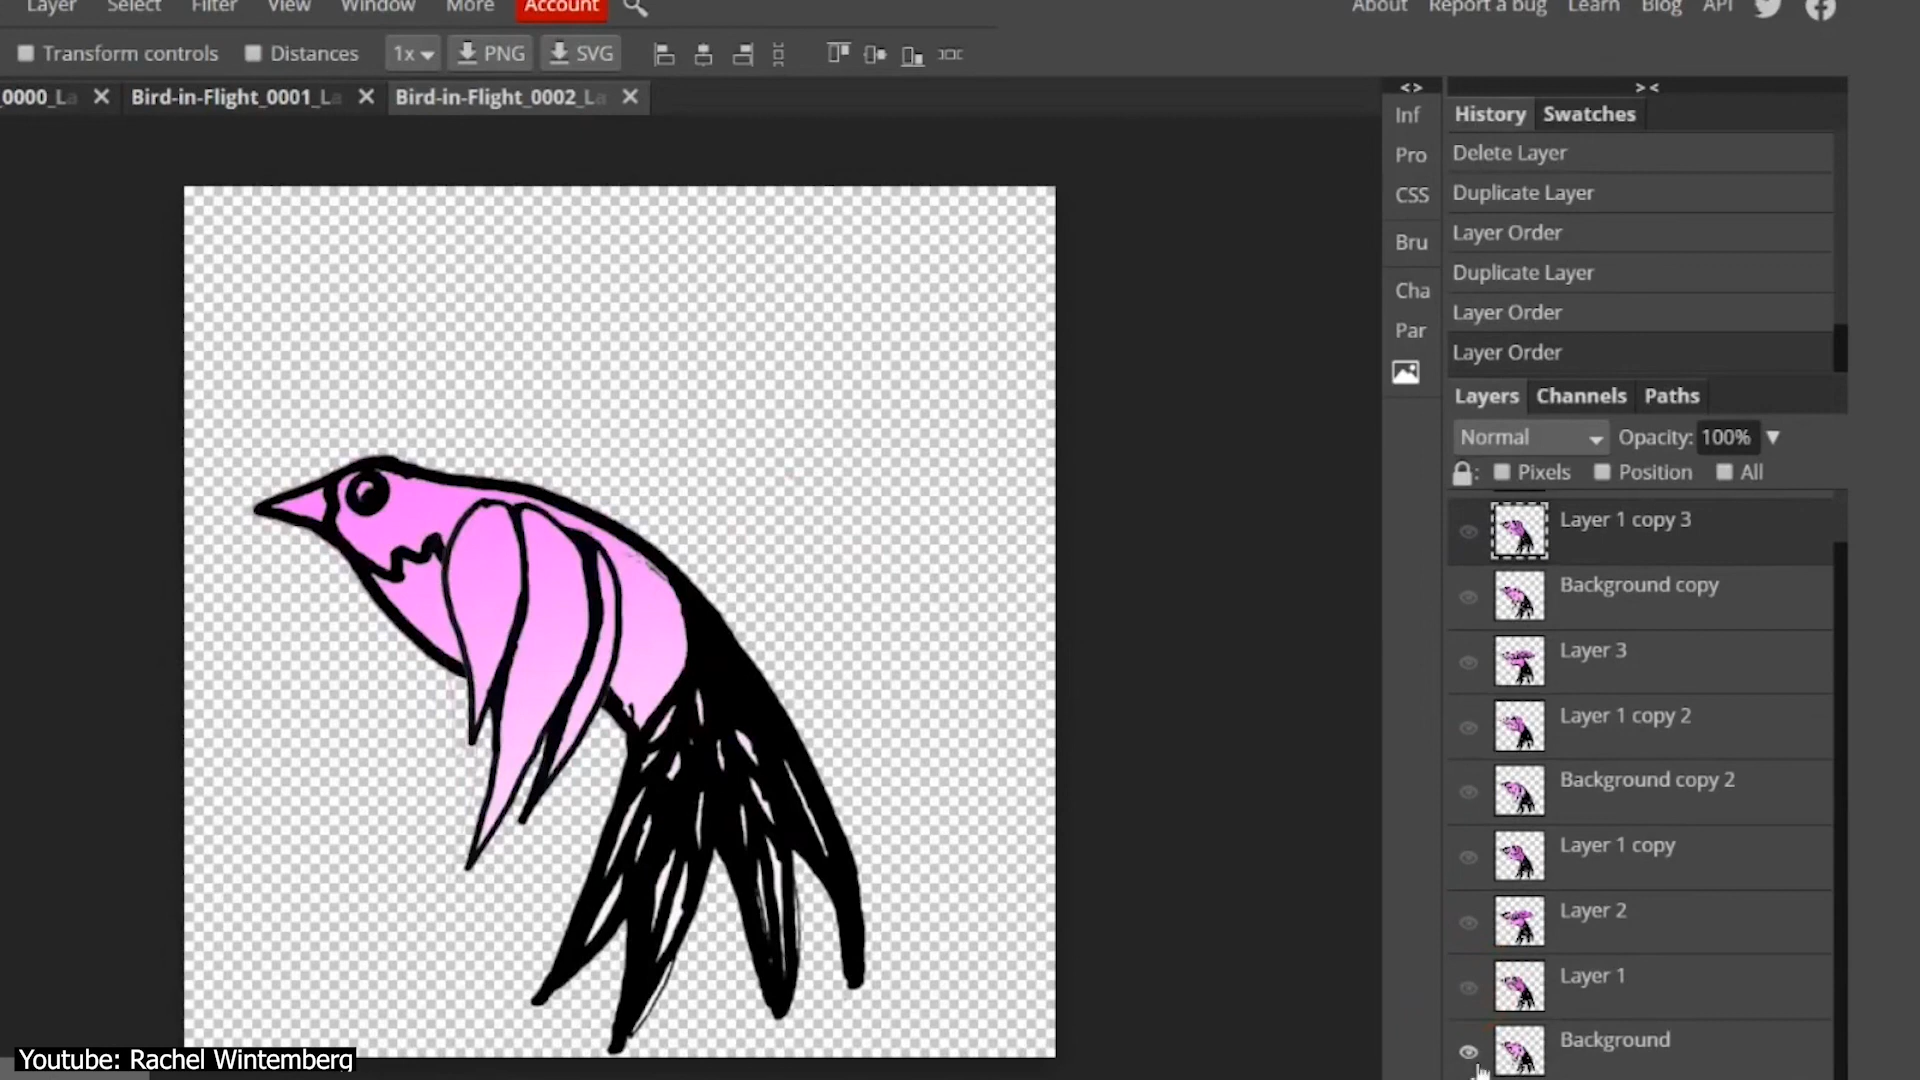 Layer Select Filter View Window More Account About Report a bug Learn Blog API
Transform controls Distances 1x PNG SVG
_0000_La Bird-in-Flight_0001_La Bird-in-Flight_0002_La
Inf
Pro
CSS
Bru
Cha
Par
<>
><
History Swatches
Delete Layer
Duplicate Layer
Layer Order
Duplicate Layer
Layer Order
Layer Order
Layers Channels Paths
Normal Opacity: 100%
: Pixels Position All
Layer 1 copy 3
Background copy
Layer 3
Layer 1 copy 2
Background copy 2
Layer 1 copy
Layer 2
Layer 1
Background
Youtube: Rachel Wintemberg